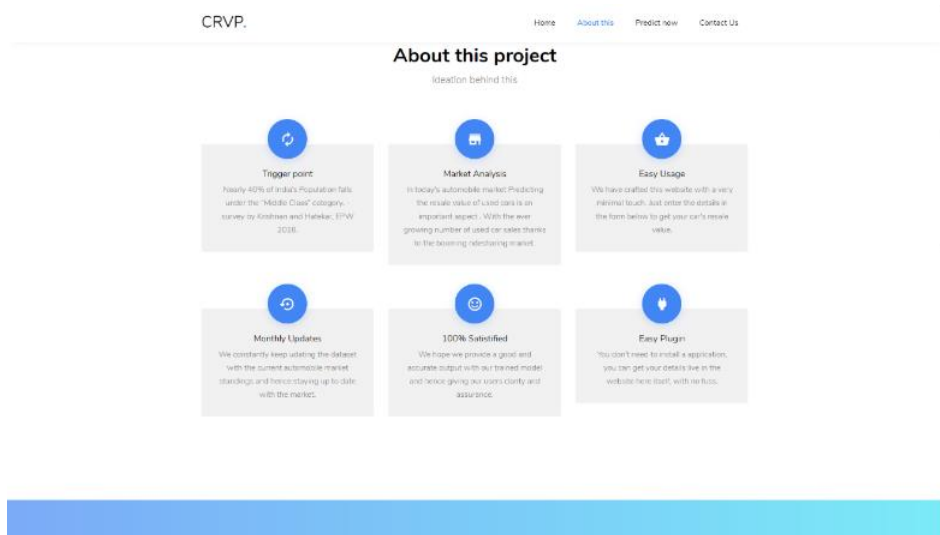 CRVP.
Home About this Predict now Contact Us
About this project
Ideation behind this
Trigger point
Nearly 40% of India's Population falls
under the "Middle Class" category, -
survey by Krishnan and Hatekar, EPW
2016.
Market Analysis
In today's automobile market Predicting
the resale value of used cars is an
important aspect.. With the ever
growing number of used car sales thanks
to the booming ridesharing market.
Easy Usage
We have crafted this website with a very
minimal touch. Just enter the details in
the form below to get your car's resale
value.
Monthly Updates
We constantly keep udating the dataset
with the current automobile market
standings and hence staying up to date
with the market.
100% Satistified
We hope we provide a good and
accurate output with our trained model
and hence giving our users clarity and
assurance.
Easy Plugin
You don't need to install a application,
you can get your details live in the
website here itself, with no fuss.